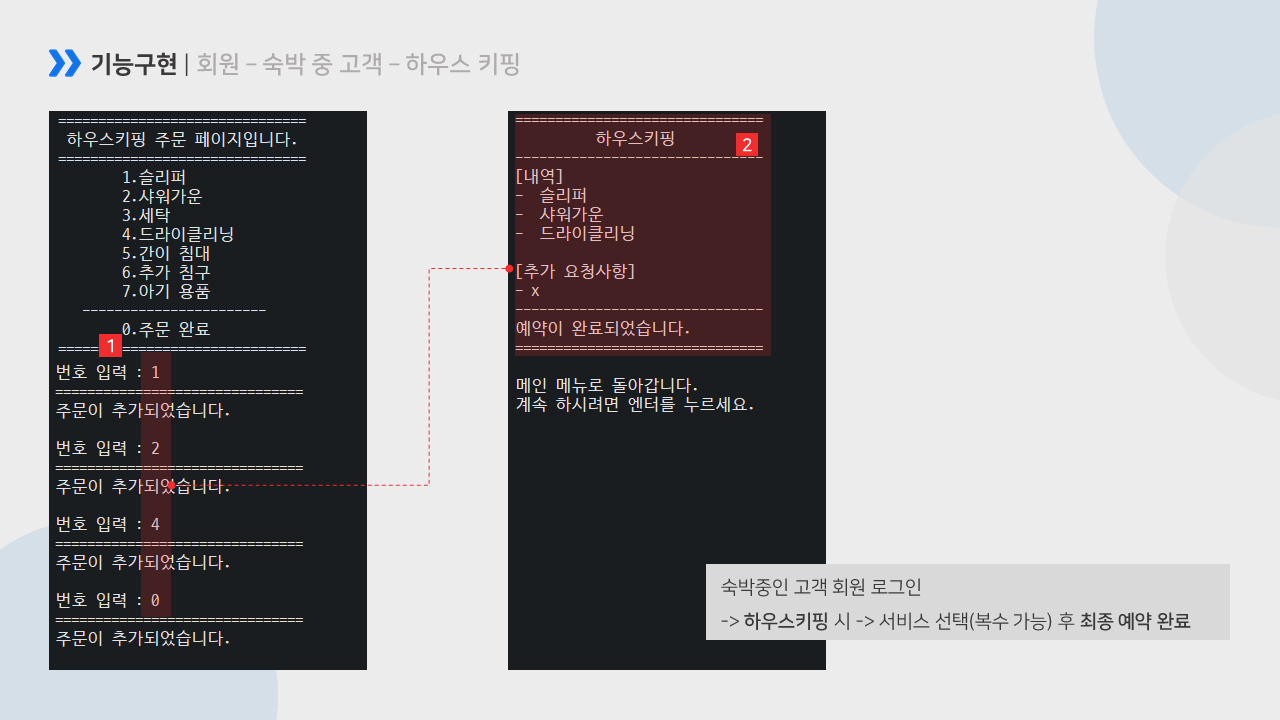 기능구현 | 회원 – 숙박 중 고객 – 하우스 키핑
===============================
하우스키핑 주문 페이지입니다.
===============================
1.슬리퍼
2.샤워가운
3.세탁
4.드라이클리닝
5.간이 침대
6.추가 침구
7.아기 용품
-----------------------
0.주문 완료
===============================
1
번호 입력 : 1
===============================
주문이 추가되었습니다.
번호 입력 : 2
===============================
주문이 추가되었습니다.
번호 입력 : 4
===============================
주문이 추가되었습니다.
번호 입력 : 0
===============================
주문이 추가되었습니다.
===============================
하우스키핑
2
-------------------------------
[내역]
- 슬리퍼
- 샤워가운
- 드라이클리닝
[추가 요청사항]
- x
-------------------------------
예약이 완료되었습니다.
===============================
메인 메뉴로 돌아갑니다.
계속 하시려면 엔터를 누르세요.
숙박중인 고객 회원 로그인
-> 하우스키핑 시 -> 서비스 선택(복수 가능) 후 최종 예약 완료